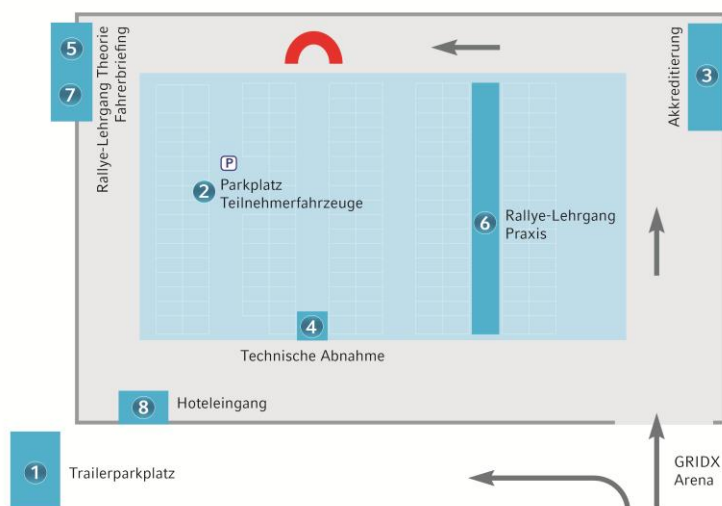 5
7
Rallye-Lehrgang Theorie
Fahrerbriefing
3
Akkreditierung
P
2
Parkplatz
Teilnehmerfahrzeuge
6
Rallye-Lehrgang
Praxis
4
Technische Abnahme
8
Hoteleingang
1
Trailerparkplatz
GRIDX
Arena